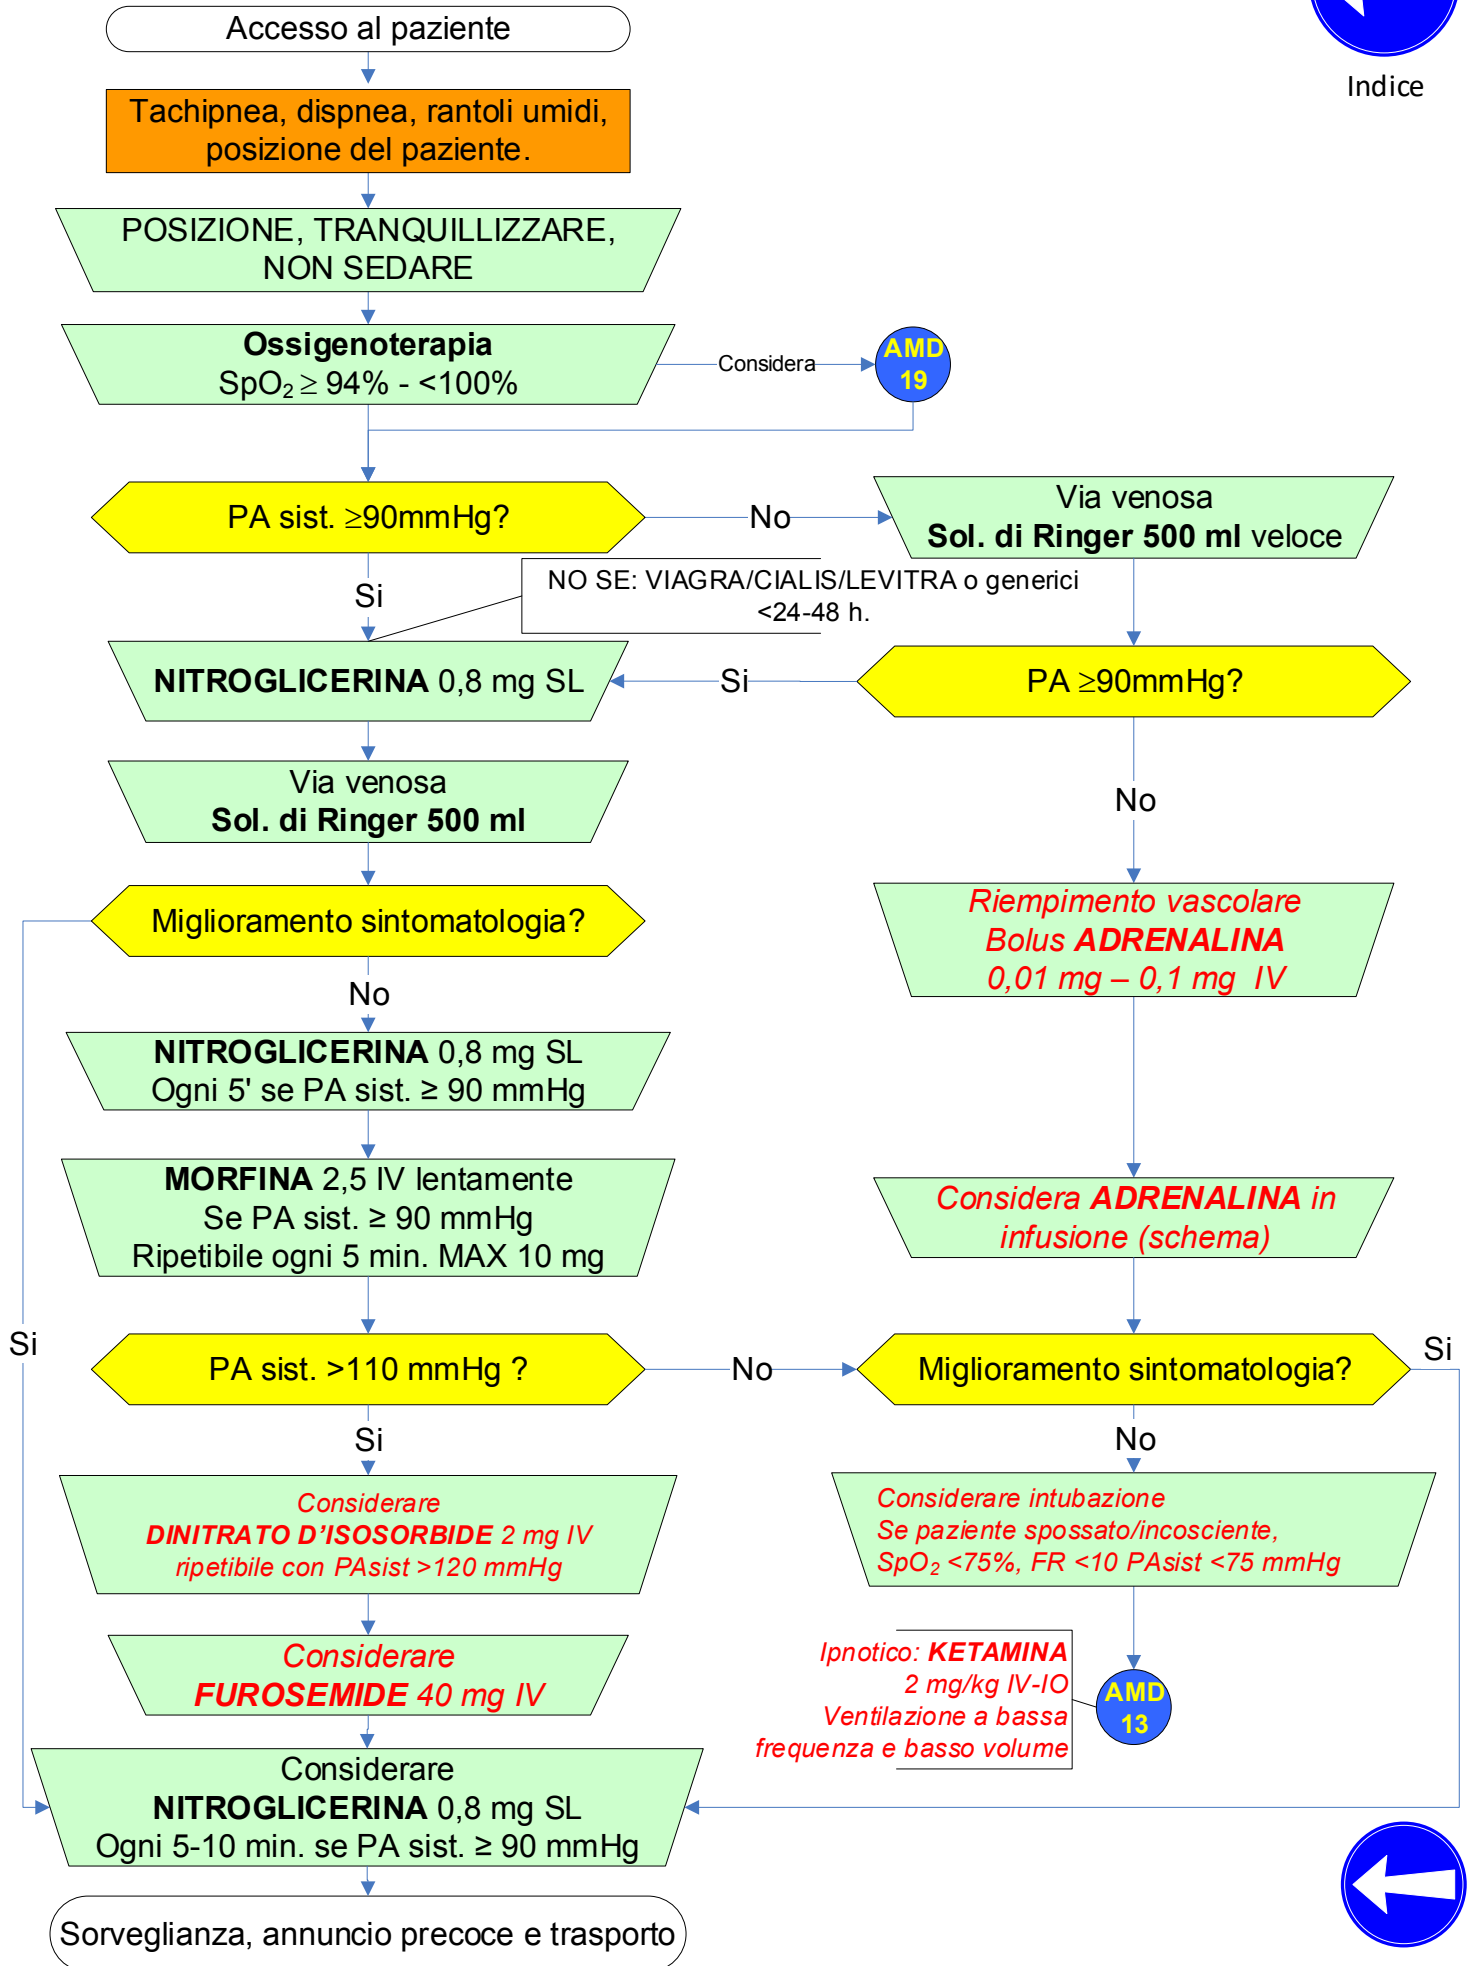 Accesso al paziente
Indice
Tachipnea, dispnea, rantoli umidi,
posizione del paziente.
POSIZIONE, TRANQUILLIZZARE,
NON SEDARE
Ossigenoterapia
SpO₂ ≥ 94% - <100%
Considera
AMD
19
PA sist. ≥90mmHg?
No
Via venosa
Sol. di Ringer 500 ml veloce
Si
NO SE: VIAGRA/CIALIS/LEVITRA o generici
<24-48 h.
NITROGLICERINA 0,8 mg SL
Si
PA ≥90mmHg?
Via venosa
Sol. di Ringer 500 ml
No
Miglioramento sintomatologia?
Riempimento vascolare
Bolus ADRENALINA
0,01 mg – 0,1 mg IV
No
NITROGLICERINA 0,8 mg SL
Ogni 5' se PA sist. ≥ 90 mmHg
MORFINA 2,5 IV lentamente
Se PA sist. ≥ 90 mmHg
Ripetibile ogni 5 min. MAX 10 mg
Considera ADRENALINA in
infusione (schema)
Si
PA sist. >110 mmHg ?
No
Miglioramento sintomatologia?
Si
Si
No
Considerare
DINITRATO D'ISOSORBIDE 2 mg IV
ripetibile con PAsist >120 mmHg
Considerare intubazione
Se paziente spossato/incosciente,
SpO₂ <75%, FR <10 PAsist <75 mmHg
Considerare
FUROSEMIDE 40 mg IV
Ipnotico: KETAMINA
2 mg/kg IV-IO
Ventilazione a bassa
frequenza e basso volume
AMD
13
Considerare
NITROGLICERINA 0,8 mg SL
Ogni 5-10 min. se PA sist. ≥ 90 mmHg
Sorveglianza, annuncio precoce e trasporto